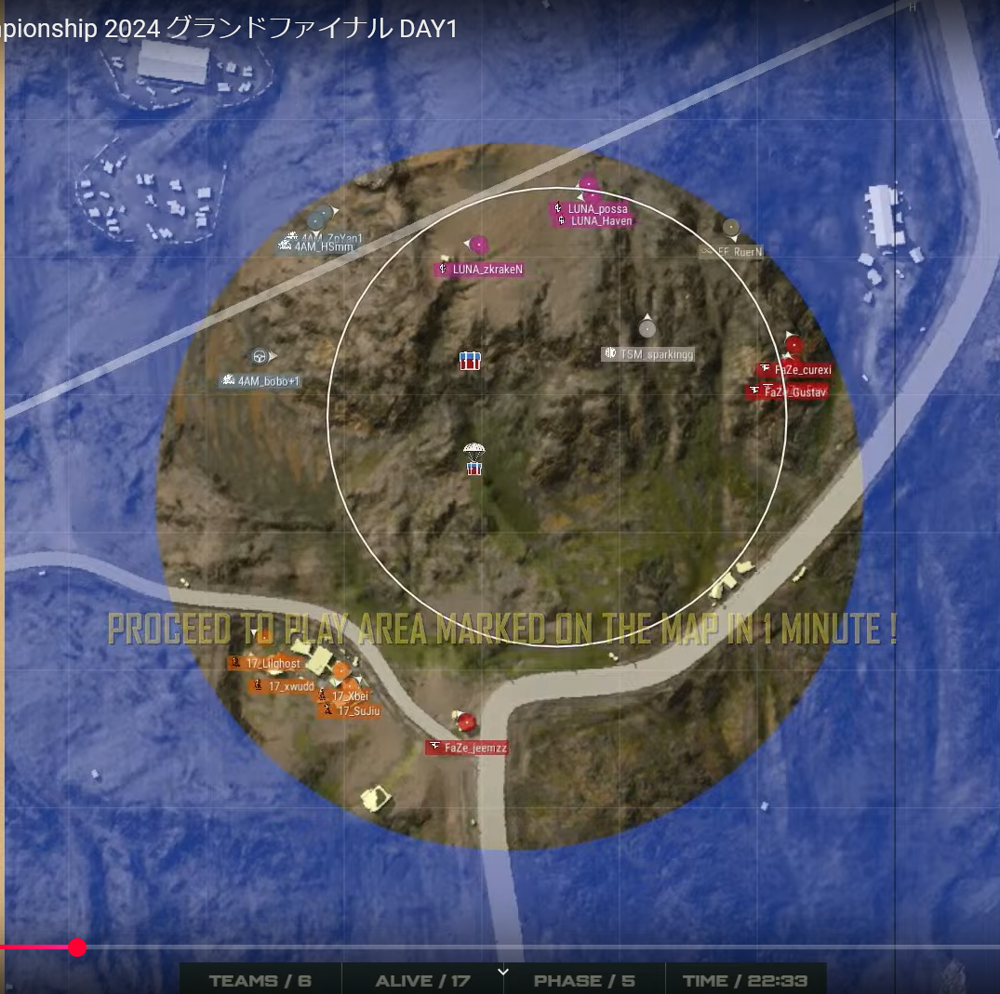 pionship 2024 グランドファイナル DAY1
H
LUNA_possa
LUNA_Haven
4AM_ZpYan1
4AM_HSmm
LUNA_zkrakeN
EF_RuerN
TSM_sparkingg
FaZe_curexi
4AM_bobo+1
FaZe_Gustav
PROCEED TO PLAY AREA MARKED ON THE MAP IN 1 MINUTE !
17_Lilghost
17_xwudd
17_Xbei
17_SuJiu
FaZe_jeemzz
TEAMS / 6
ALIVE / 17
PHASE / 5
TIME / 22:33